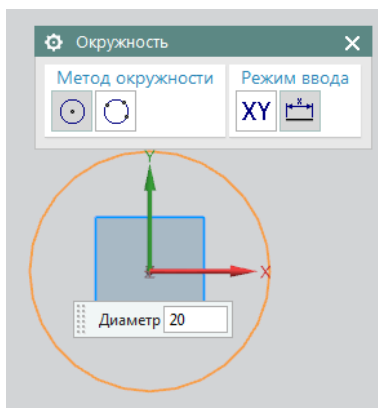 Окружность
Метод окружности Режим ввода
XY x
Y
X
Диаметр 20